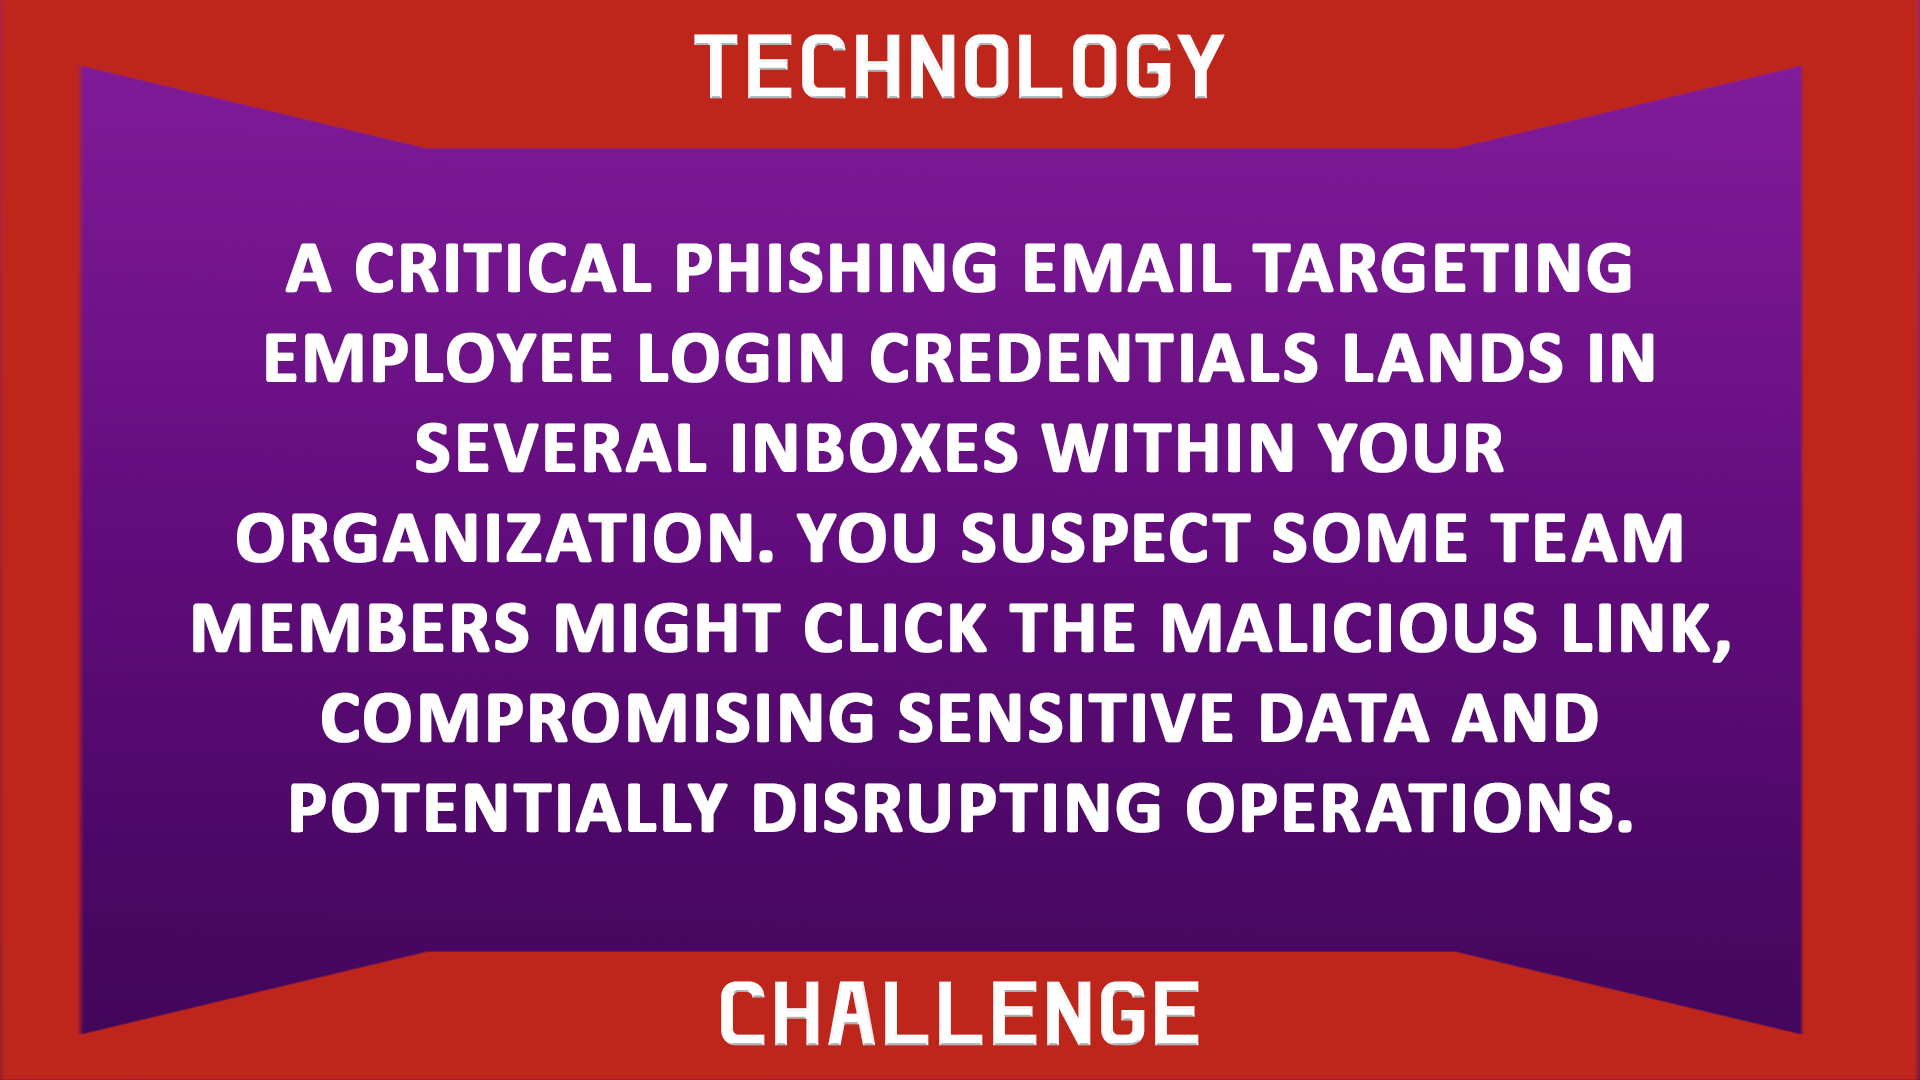 TECHNOLOGY
A CRITICAL PHISHING EMAIL TARGETING
EMPLOYEE LOGIN CREDENTIALS LANDS IN
SEVERAL INBOXES WITHIN YOUR
ORGANIZATION. YOU SUSPECT SOME TEAM
MEMBERS MIGHT CLICK THE MALICIOUS LINK,
COMPROMISING SENSITIVE DATA AND
POTENTIALLY DISRUPTING OPERATIONS.
CHALLENGE